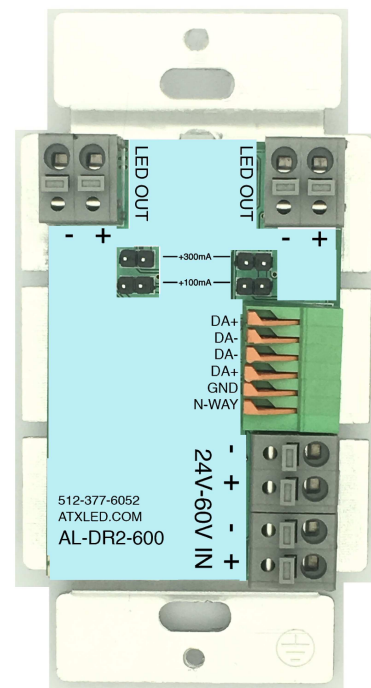 LED OUT
LED OUT
- +
- +
+300mA
+100mA
DA+
DA-
DA-
DA+
GND
N-WAY
24V-60V IN
-
+
-
+
512-377-6052
ATXLED.COM
AL-DR2-600